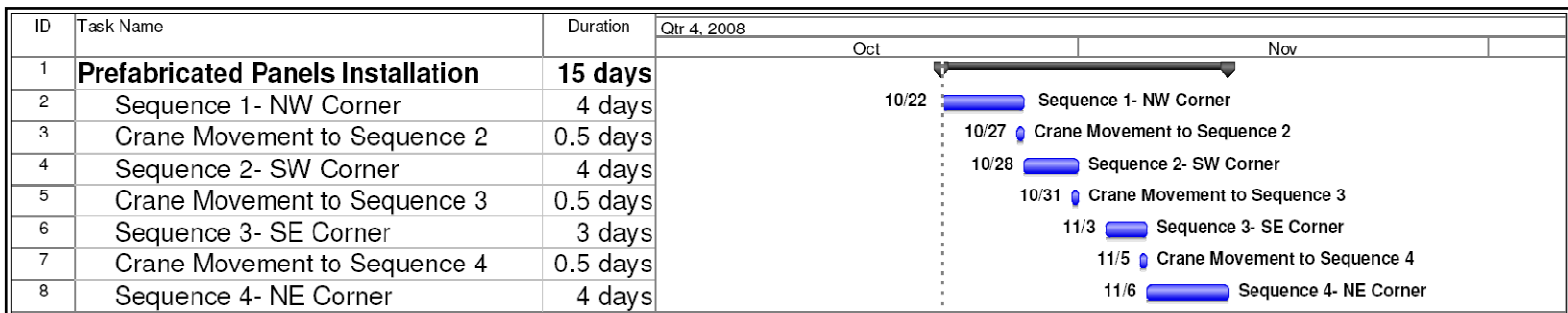 ID Task Name Duration Qtr 4, 2008
Oct Nov
1 Prefabricated Panels Installation 15 days
2 Sequence 1- NW Corner 4 days 10/22 Sequence 1- NW Corner
3 Crane Movement to Sequence 2 0.5 days 10/27 Crane Movement to Sequence 2
4 Sequence 2- SW Corner 4 days 10/28 Sequence 2- SW Corner
5 Crane Movement to Sequence 3 0.5 days 10/31 Crane Movement to Sequence 3
6 Sequence 3- SE Corner 3 days 11/3 Sequence 3- SE Corner
7 Crane Movement to Sequence 4 0.5 days 11/5 Crane Movement to Sequence 4
8 Sequence 4- NE Corner 4 days 11/6 Sequence 4- NE Corner